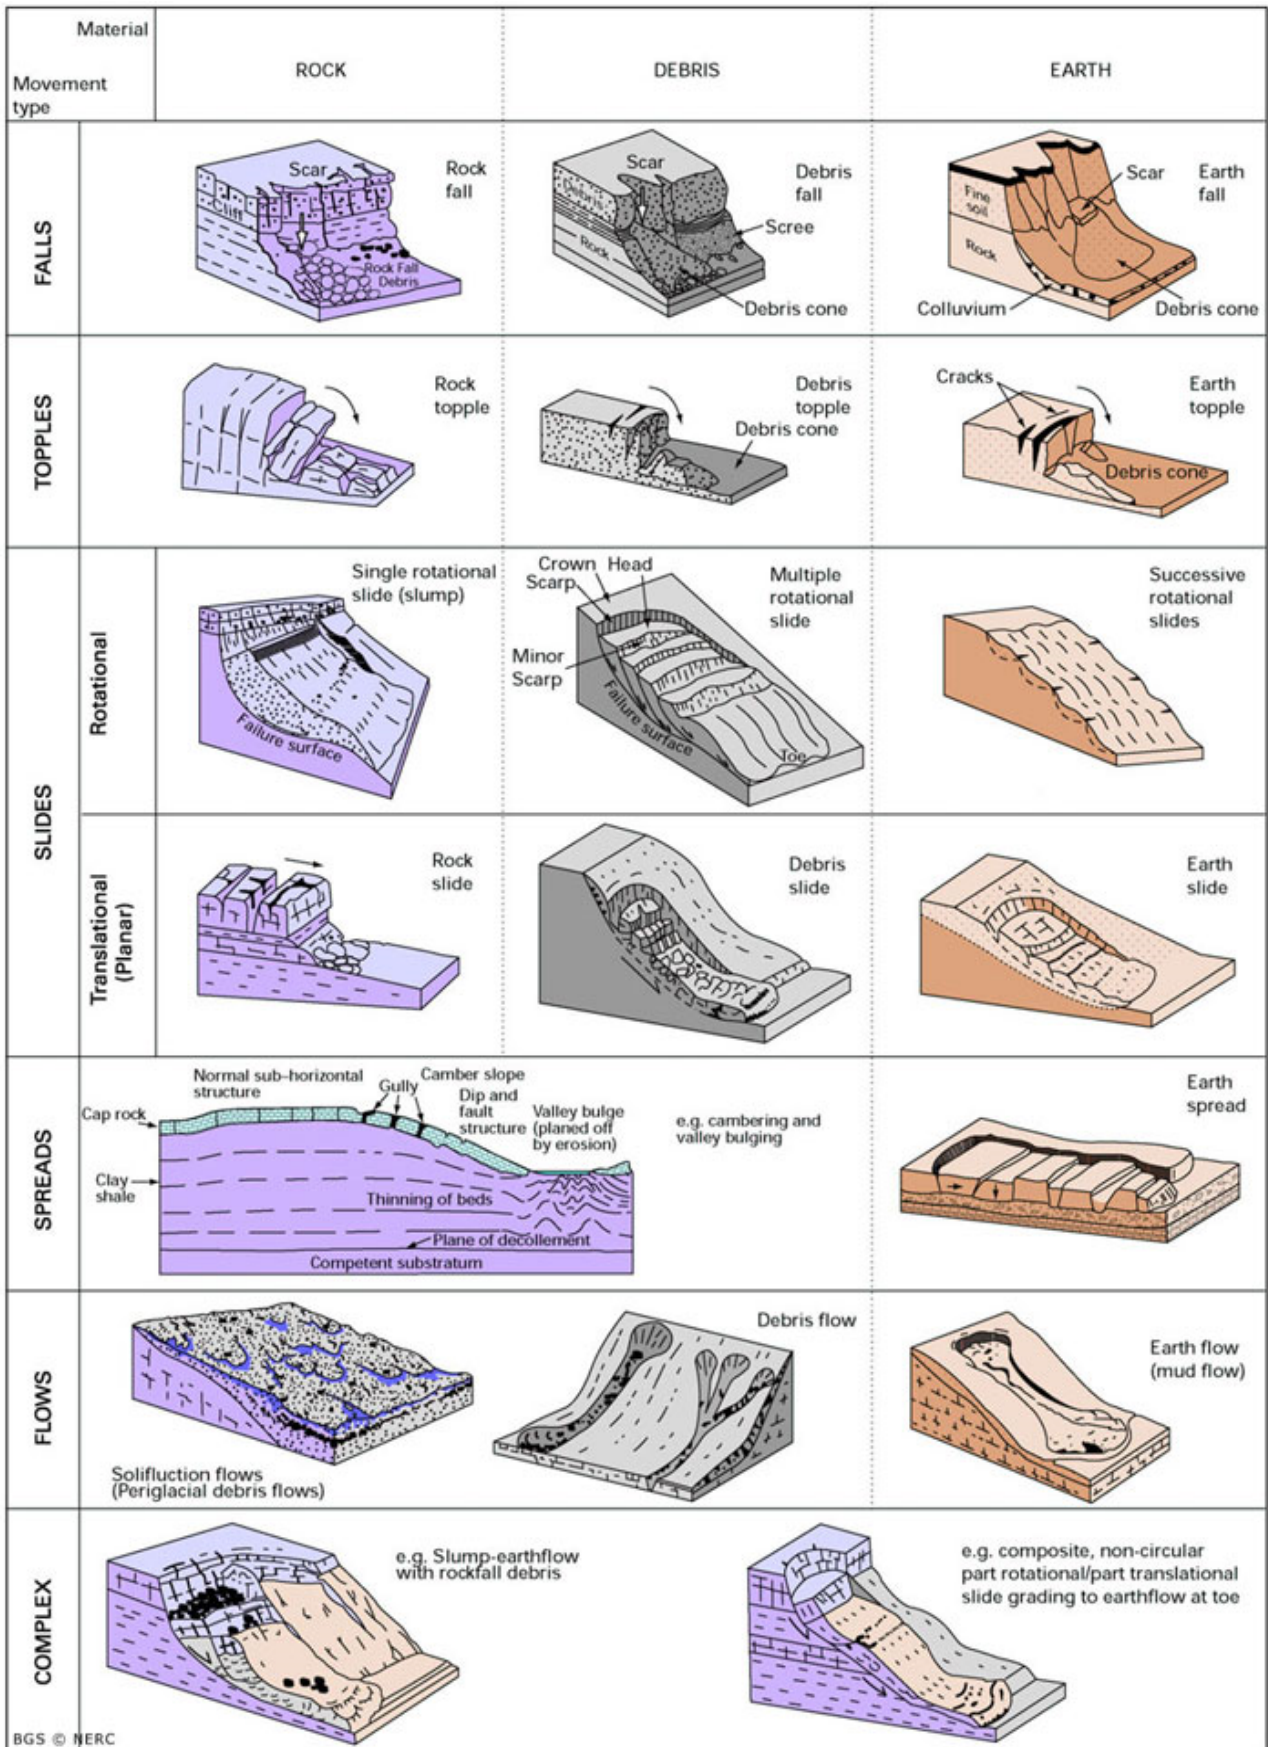 Material
Movement
type
ROCK
DEBRIS
EARTH
FALLS
Scar
Cliff
Rock Fall
Debris
Rock
fall
Scar
Debris
Rock
Debris
fall
Scree
Debris cone
Fine
soil
Rock
Scar
Earth
fall
Colluvium
Debris cone
TOPPLES
Rock
topple
Debris
topple
Debris cone
Cracks
Earth
topple
Debris cone
SLIDES
Rotational
Single rotational
slide (slump)
Failure surface
Crown
Head
Scarp
Minor
Scarp
Multiple
rotational
slide
Failure surface
Toe
Successive
rotational
slides
Translational
(Planar)
Rock
slide
Debris
slide
Earth
slide
SPREADS
Normal sub-horizontal
structure
Cap rock
Gully
Camber slope
Dip and
fault
structure
Valley bulge
(planed off
by erosion)
Clay
shale
Thinning of beds
Plane of decollement
Competent substratum
e.g. cambering and
valley bulging
Earth
spread
FLOWS
Solifluction flows
(Periglacial debris flows)
Debris flow
Earth flow
(mud flow)
COMPLEX
e.g. Slump-earthflow
with rockfall debris
e.g. composite, non-circular
part rotational/part translational
slide grading to earthflow at toe
BGS © NERC